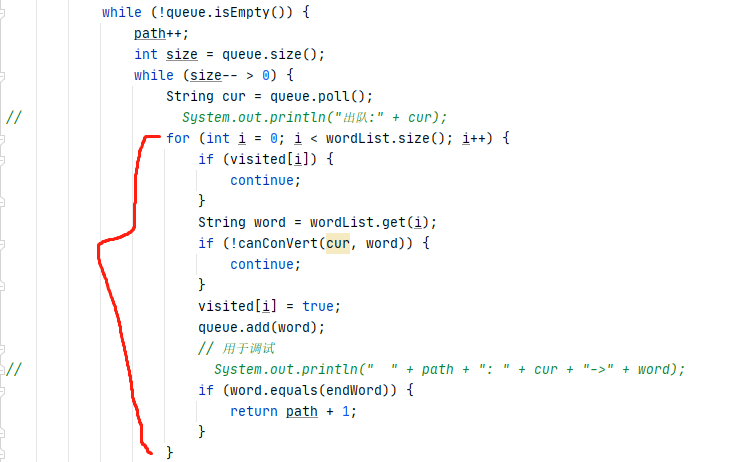 while (!queue.isEmpty()) {
path++;
int size = queue.size();
while (size-- > 0) {
String cur = queue.poll();
// System.out.println("出队:" + cur);
for (int i = 0; i < wordList.size(); i++) {
if (visited[i]) {
continue;
}
String word = wordList.get(i);
if (!canConVert(cur, word)) {
continue;
}
visited[i] = true;
queue.add(word);
// 用于调试
// System.out.println("  " + path + ": " + cur + "->" + word);
if (word.equals(endWord)) {
return path + 1;
}
}